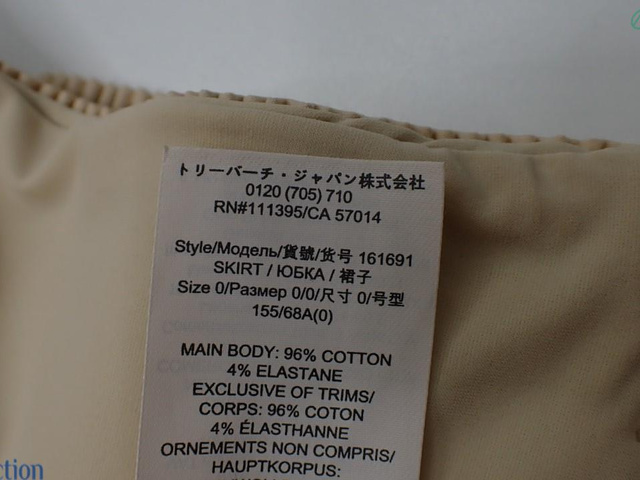 トリーバーチ・ジャパン株式会社
0120 (705) 710
RN#111395/CA 57014
Style/Модель/貨號/货号 161691
SKIRT / ЮБКА / 裙子
Size 0/Размер 0/0/尺寸 0/号型
155/68A(0)
MAIN BODY: 96% COTTON
4% ELASTANE
EXCLUSIVE OF TRIMS/
CORPS: 96% COTON
4% ÉLASTHANNE
ORNEMENTS NON COMPRIS/
HAUPTKORPUS:
ction